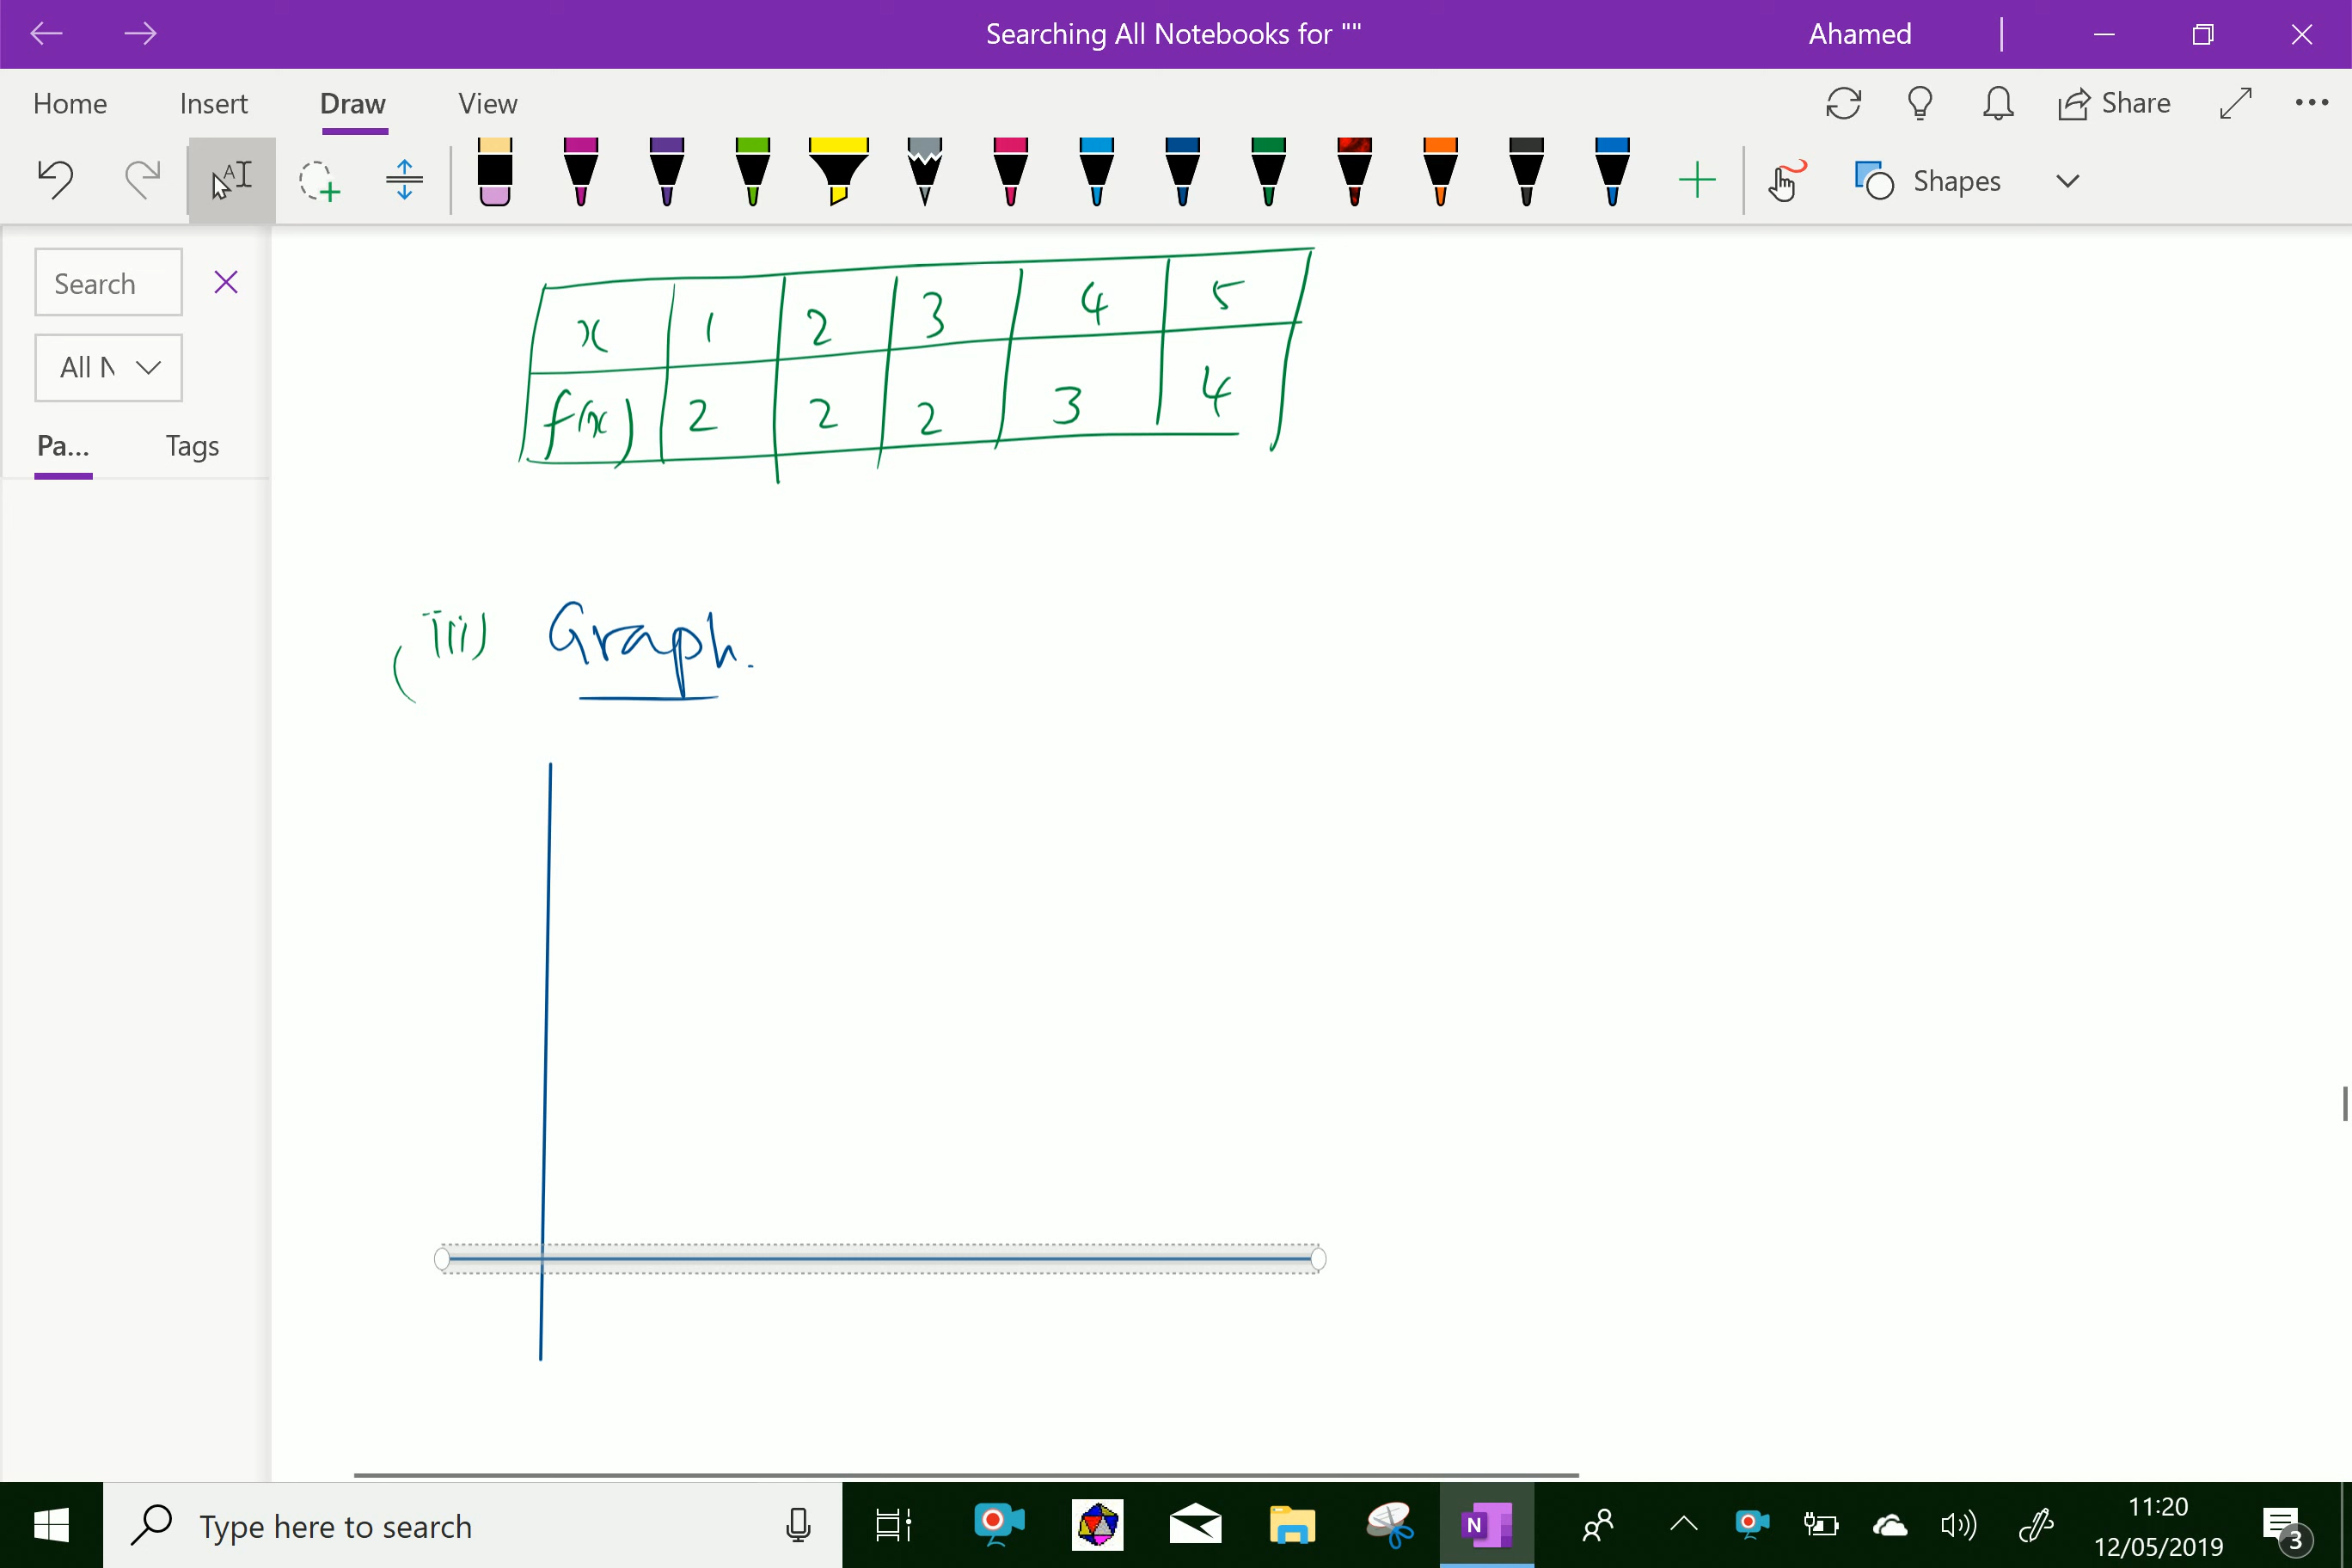 Searching All Notebooks for ""
Ahamed
Home Insert Draw View
Share
Shapes
Search
All N
Pa... Tags
x 1 2 3 4 5
f(x) 2 2 2 3 4
(iii) Graph.
Type here to search
N
11:20
12/05/2019
3